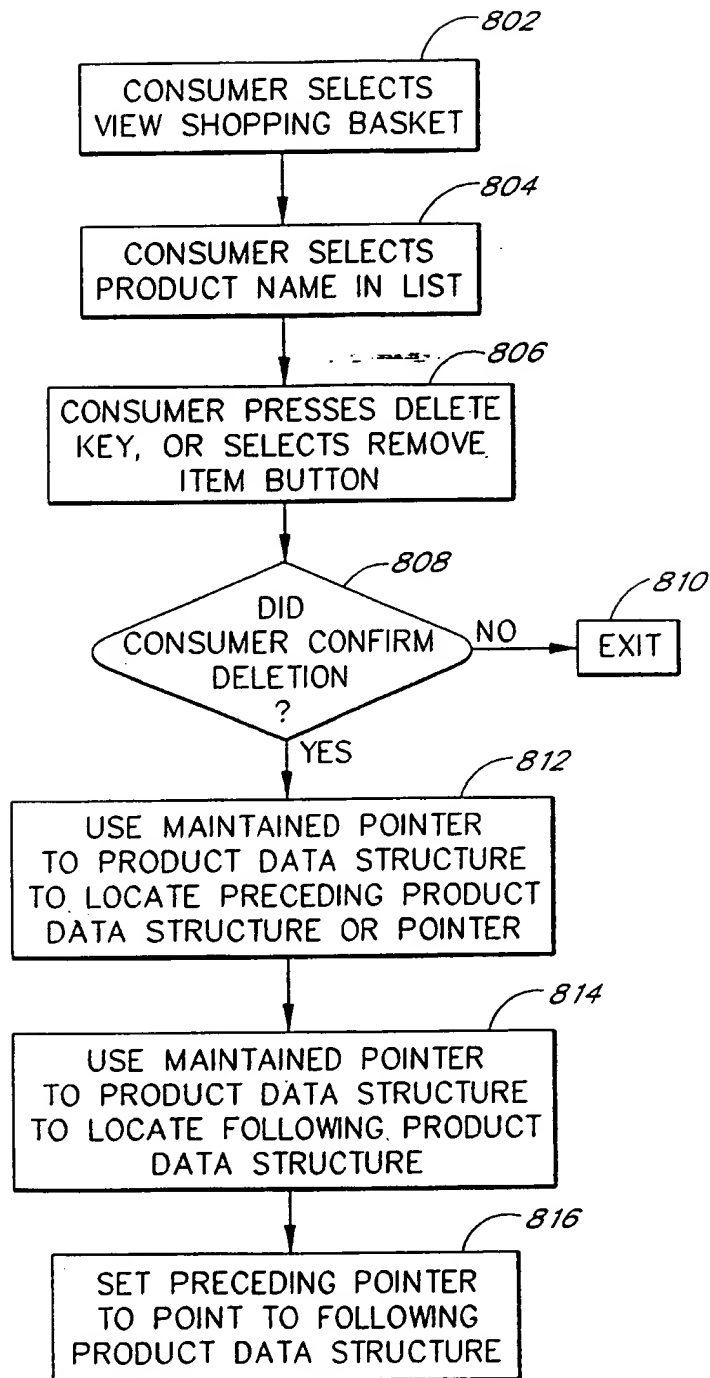 802
CONSUMER SELECTS
VIEW SHOPPING BASKET
804
CONSUMER SELECTS
PRODUCT NAME IN LIST
806
CONSUMER PRESSES DELETE
KEY, OR SELECTS REMOVE
ITEM BUTTON
808
DID
CONSUMER CONFIRM
DELETION
?
NO
810
EXIT
YES
812
USE MAINTAINED POINTER
TO PRODUCT DATA STRUCTURE
TO LOCATE PRECEDING PRODUCT
DATA STRUCTURE OR POINTER
814
USE MAINTAINED POINTER
TO PRODUCT DATA STRUCTURE
TO LOCATE FOLLOWING PRODUCT
DATA STRUCTURE
816
SET PRECEDING POINTER
TO POINT TO FOLLOWING
PRODUCT DATA STRUCTURE